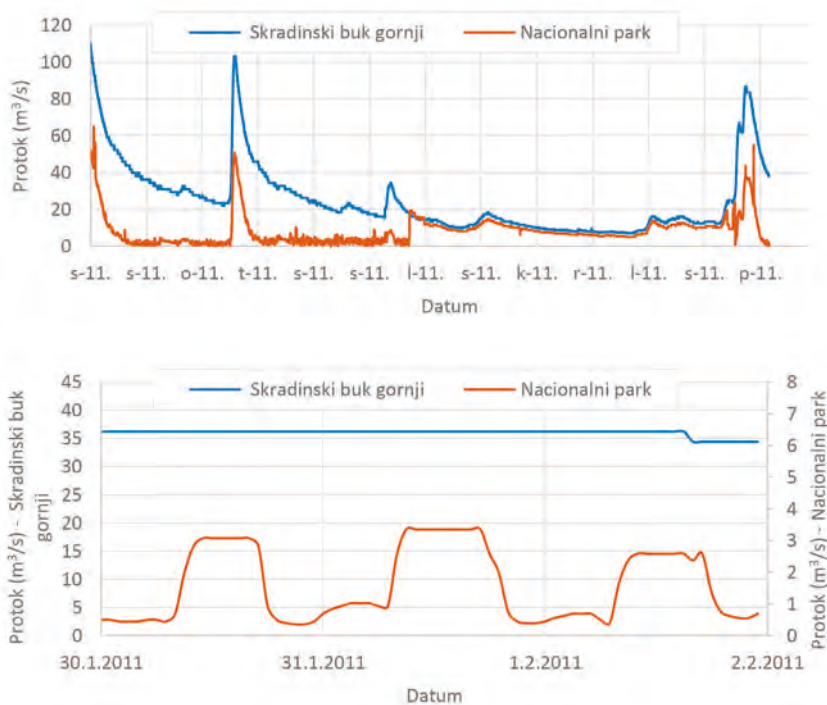 120
100
80
60
40
20
0
Protok (m³/s)
Skradinski buk gornji
Nacionalni park
s-11. s-11. o-11. t-11. s-11. s-11. l-11. s-11. k-11. r-11. l-11. s-11. p-11.
Datum
45
40
35
30
25
20
15
10
5
0
Protok (m³/s) - Skradinski buk
gornji
Skradinski buk gornji
Nacionalni park
8
7
6
5
4
3
2
1
0
Protok (m³/s) - Nacionalni park
30.1.2011 31.1.2011 1.2.2011 2.2.2011
Datum